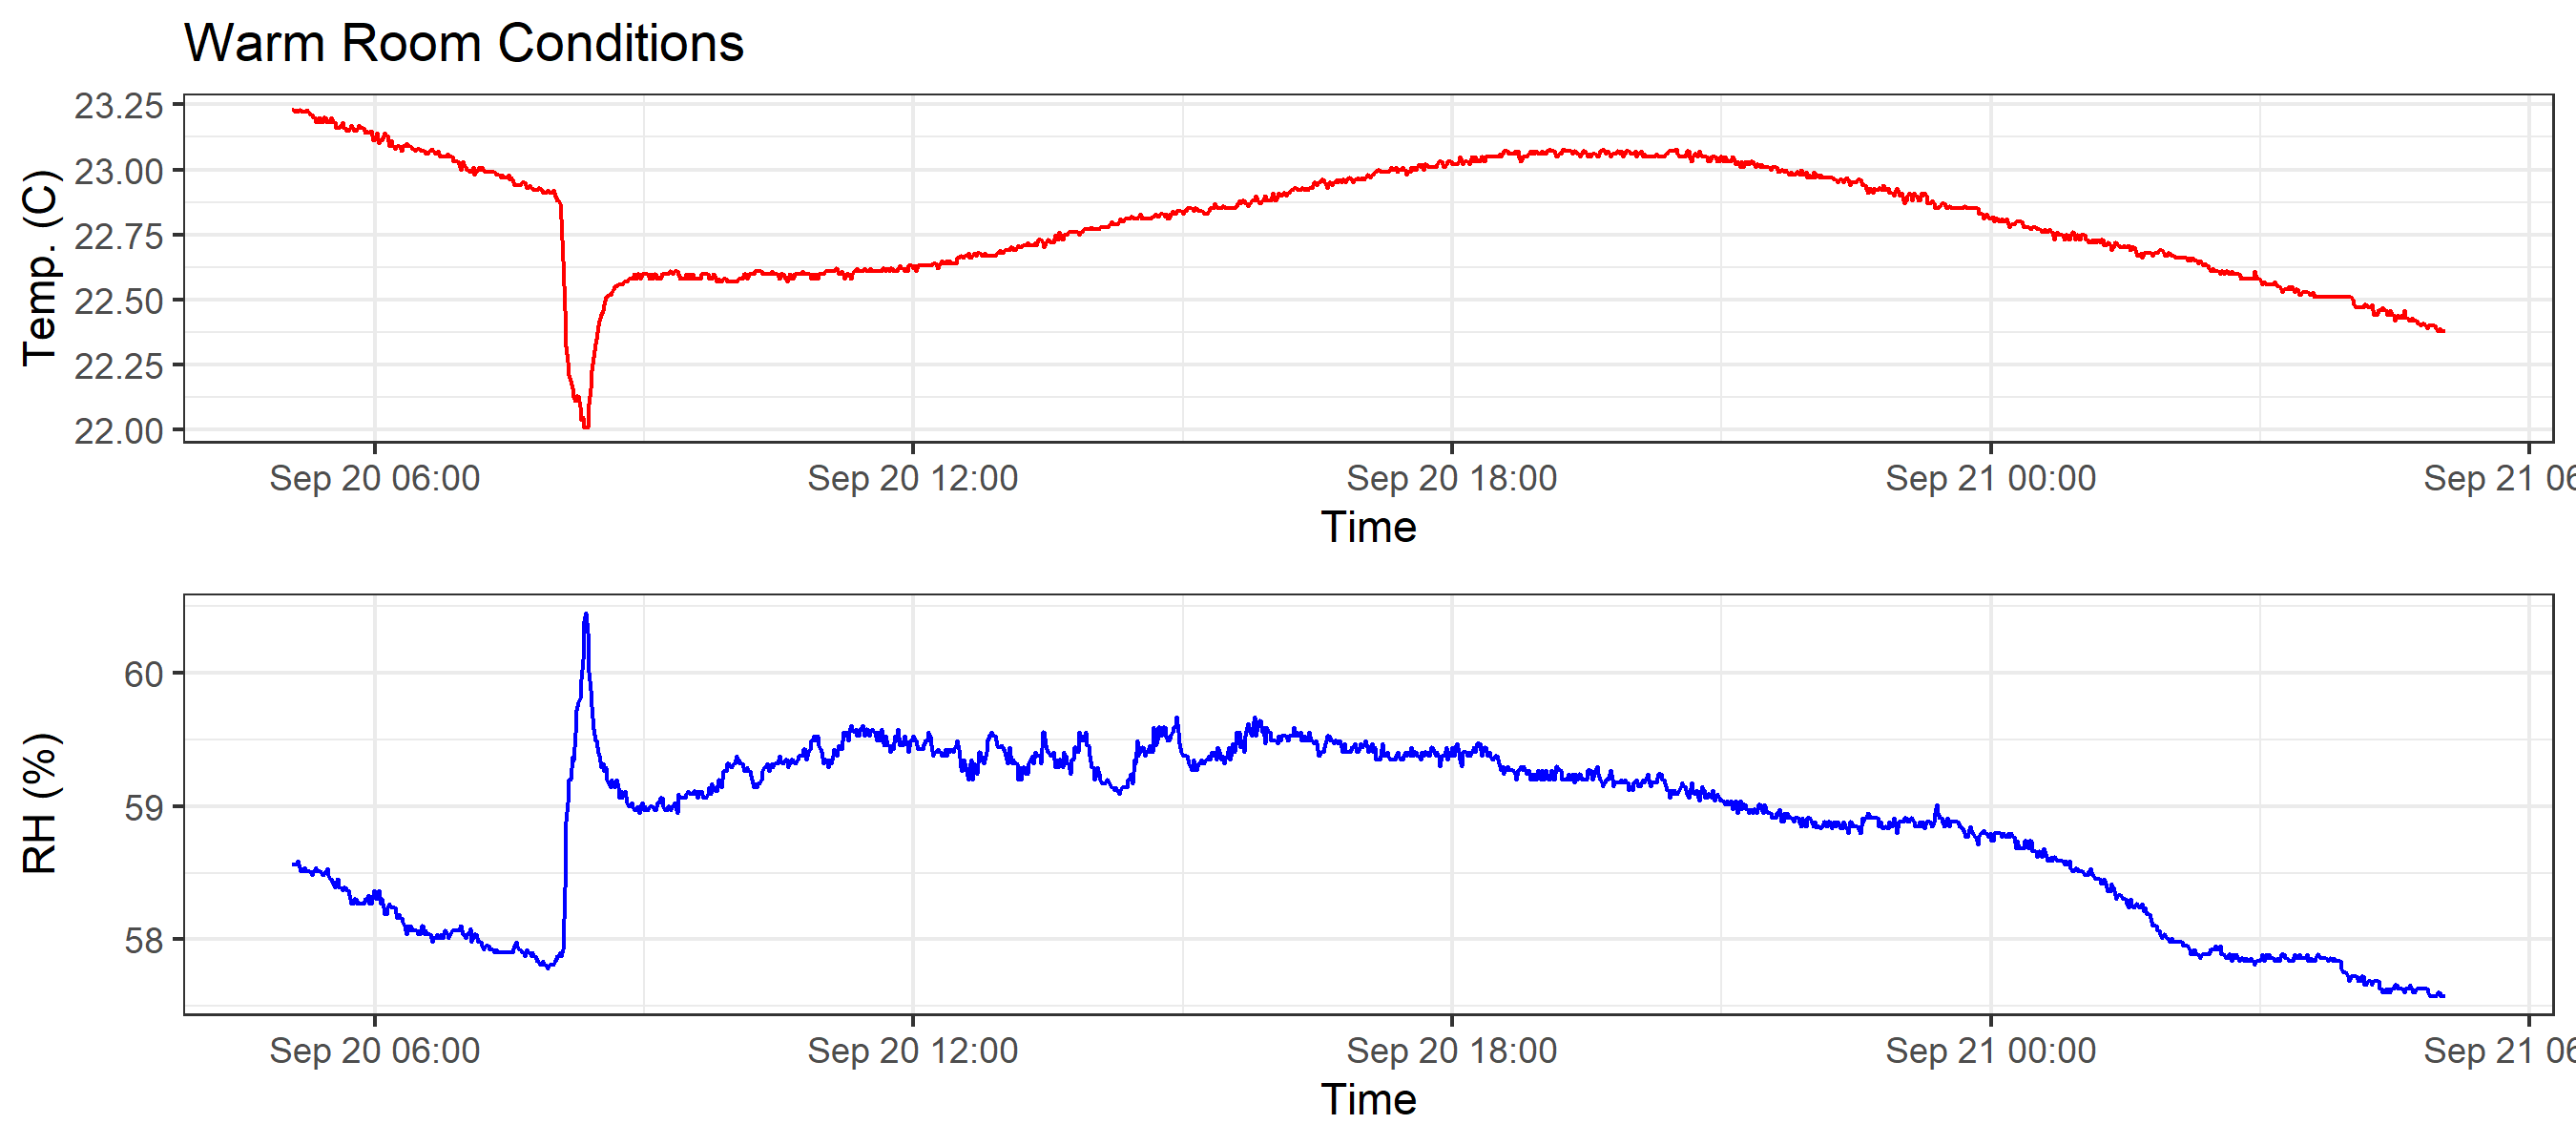 Warm Room Conditions
23.25
23.00
22.75
22.50
22.25
22.00
Temp. (C)
Sep 20 06:00 Sep 20 12:00 Sep 20 18:00 Sep 21 00:00 Sep 21 06
Time
60
59
58
RH (%)
Sep 20 06:00 Sep 20 12:00 Sep 20 18:00 Sep 21 00:00 Sep 21 06
Time